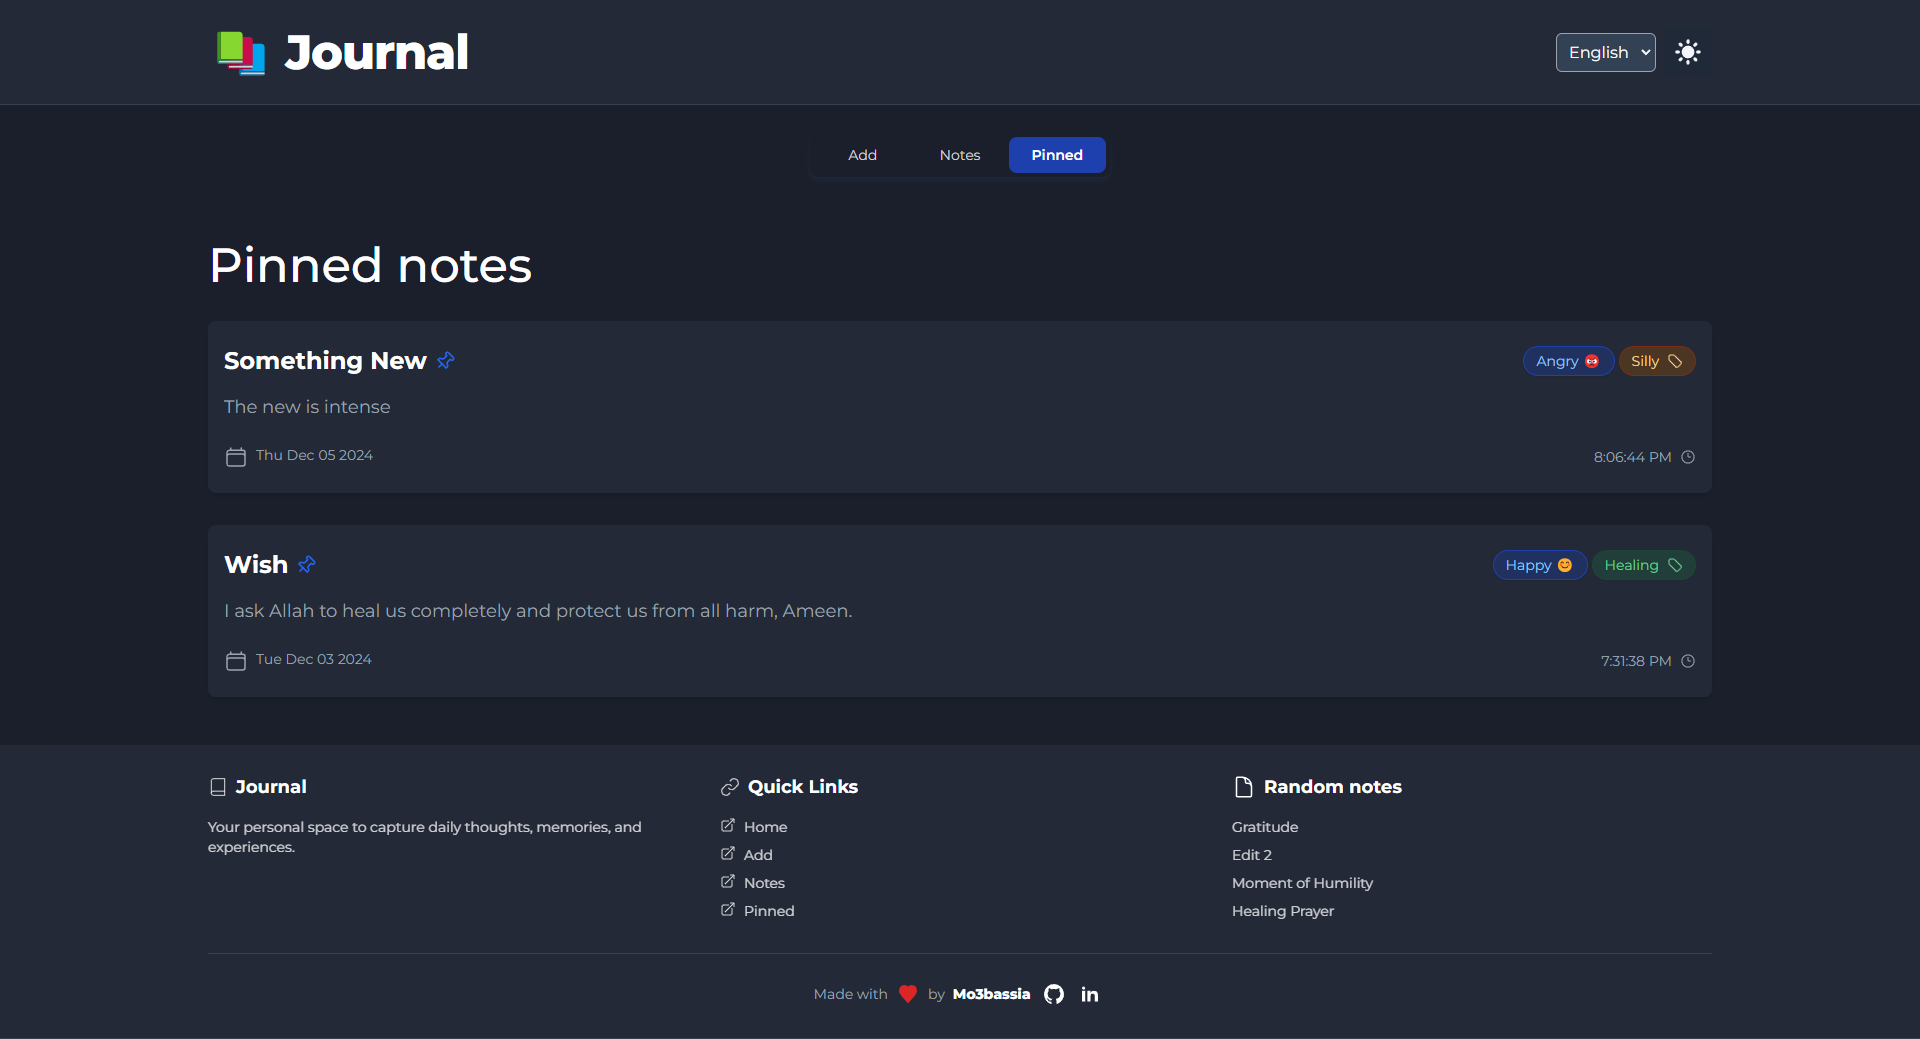 Journal
English
Add
Notes
Pinned
Pinned notes
Something New
Angry
Silly
The new is intense
Thu Dec 05 2024
8:06:44 PM
Wish
Happy
Healing
I ask Allah to heal us completely and protect us from all harm, Ameen.
Tue Dec 03 2024
7:31:38 PM
Journal
Your personal space to capture daily thoughts, memories, and
experiences.
Quick Links
Home
Add
Notes
Pinned
Random notes
Gratitude
Edit 2
Moment of Humility
Healing Prayer
Made with ❤ by Mo3bassia